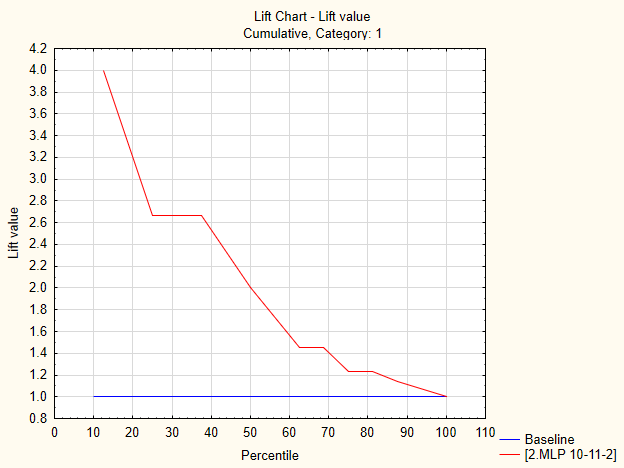 Lift Chart - Lift value
Cumulative, Category: 1
4.2
4.0
3.8
3.6
3.4
3.2
3.0
2.8
2.6
2.4
2.2
2.0
1.8
1.6
1.4
1.2
1.0
0.8
Lift value
0 10 20 30 40 50 60 70 80 90 100 110
Percentile
Baseline
[2.MLP 10-11-2]